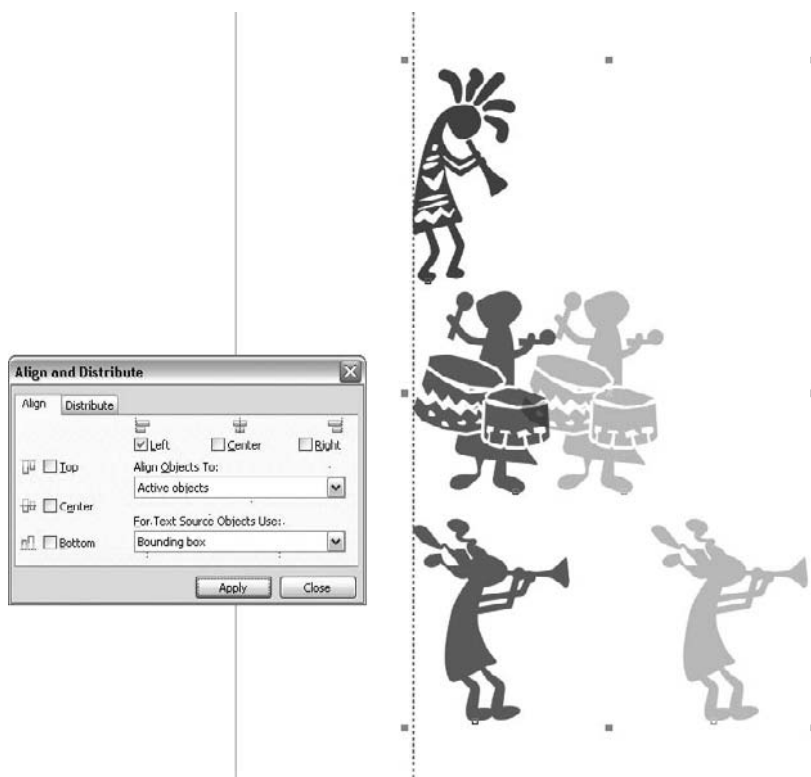 Align and Distribute
Align Distribute
Left Center Right
Top Align Objects To:
Active objects
Center
For Text Source Objects Use:
Bottom Bounding box
Apply Close